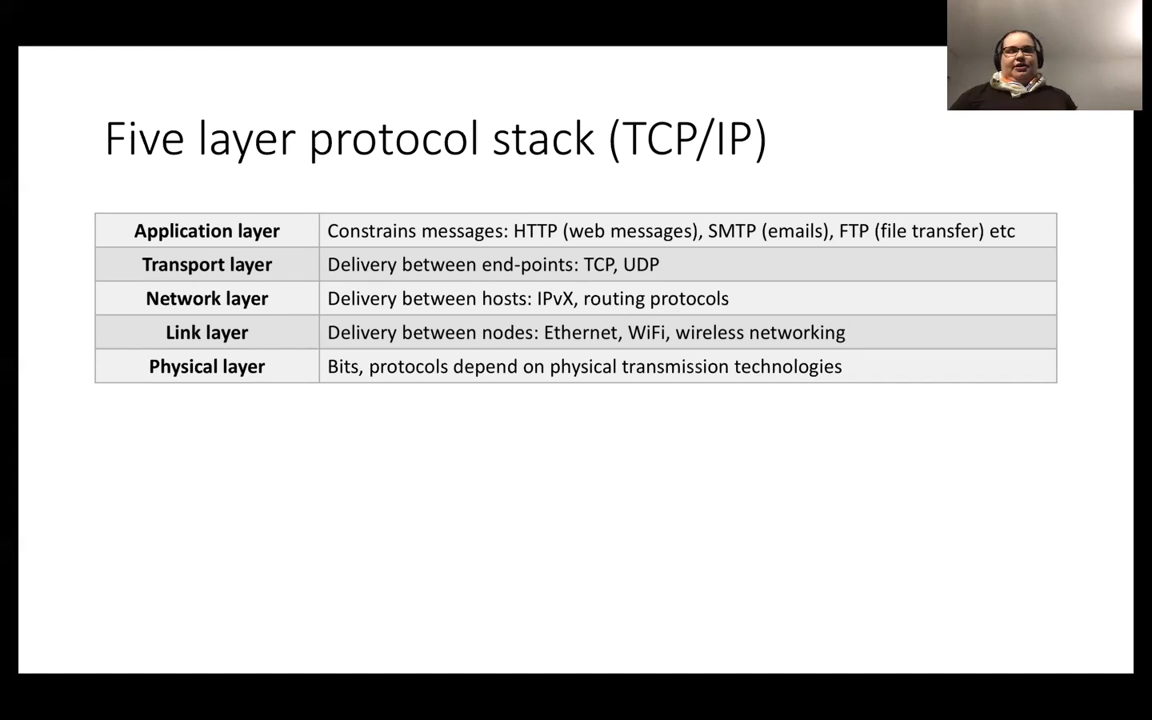 Five layer protocol stack (TCP/IP)
Application layer Constrains messages: HTTP (web messages), SMTP (emails), FTP (file transfer) etc
Transport layer Delivery between end-points: TCP, UDP
Network layer Delivery between hosts: IPvX, routing protocols
Link layer Delivery between nodes: Ethernet, WiFi, wireless networking
Physical layer Bits, protocols depend on physical transmission technologies